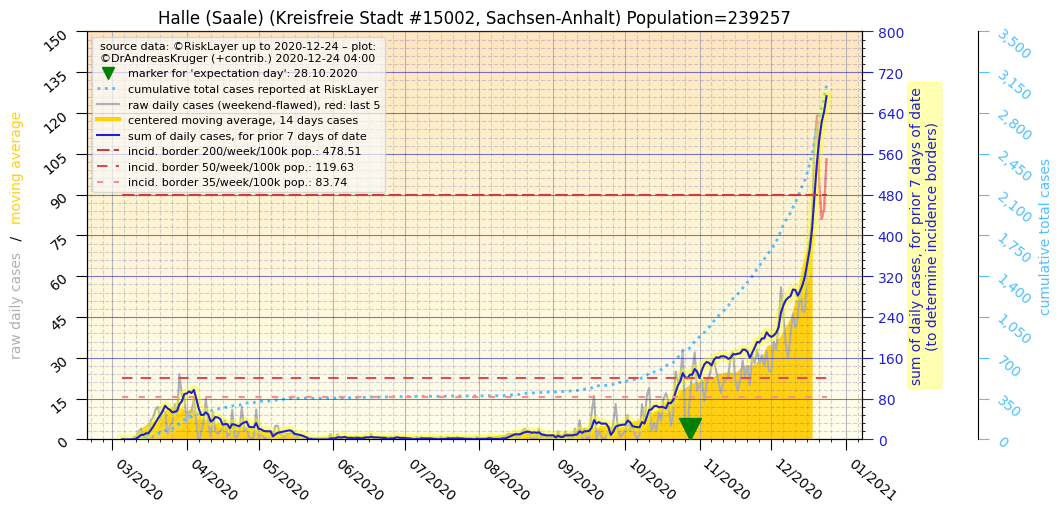 Halle (Saale) (Kreisfreie Stadt #15002, Sachsen-Anhalt) Population=239257
source data: ©RiskLayer up to 2020-12-24 – plot:
©DrAndreasKruger (+contrib.) 2020-12-24 04:00
marker for 'expectation day': 28.10.2020
cumulative total cases reported at RiskLayer
raw daily cases (weekend-flawed), red: last 5
centered moving average, 14 days cases
sum of daily cases, for prior 7 days of date
incid. border 200/week/100k pop.: 478.51
incid. border 50/week/100k pop.: 119.63
incid. border 35/week/100k pop.: 83.74
raw daily cases / moving average
150
135
120
105
90
75
60
45
30
15
0
03/2020
04/2020
05/2020
06/2020
07/2020
08/2020
09/2020
10/2020
11/2020
12/2020
01/2021
800
720
640
560
480
400
320
240
160
80
0
sum of daily cases, for prior 7 days of date
(to determine incidence borders)
3,500
3,150
2,800
2,450
2,100
1,750
1,400
1,050
700
350
0
cumulative total cases